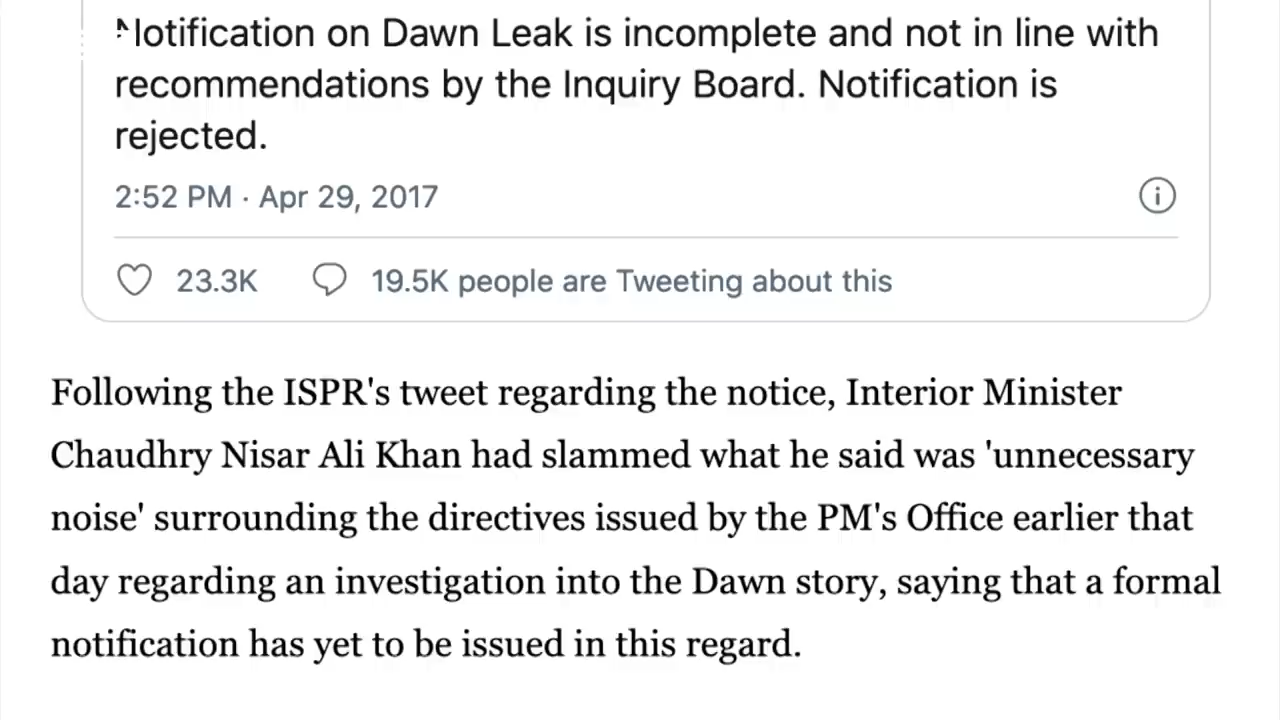 Notification on Dawn Leak is incomplete and not in line with
recommendations by the Inquiry Board. Notification is
rejected.
2:52 PM · Apr 29, 2017
23.3K 19.5K people are Tweeting about this
Following the ISPR's tweet regarding the notice, Interior Minister
Chaudhry Nisar Ali Khan had slammed what he said was 'unnecessary
noise' surrounding the directives issued by the PM's Office earlier that
day regarding an investigation into the Dawn story, saying that a formal
notification has yet to be issued in this regard.